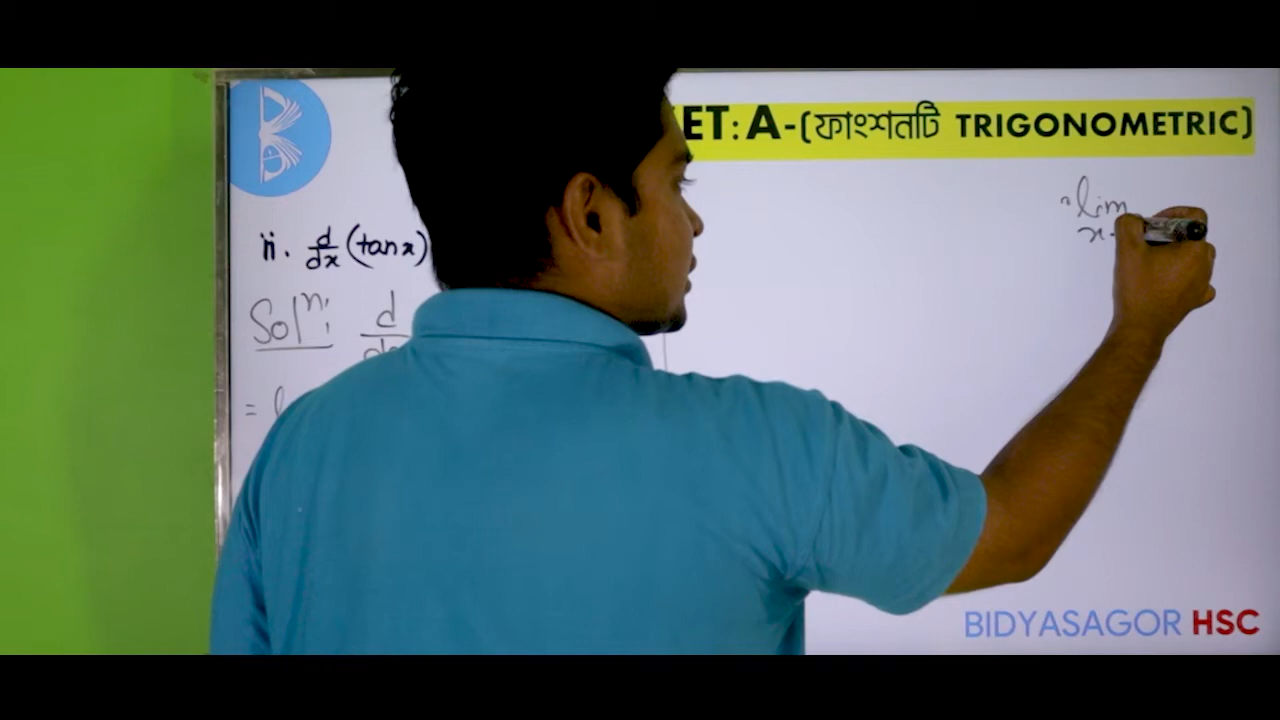 ET: A-(ফাংশনটি TRIGONOMETRIC)
lim
x
ii. d/dx (tan x)
Solⁿ: d
=
BIDYASAGOR HSC